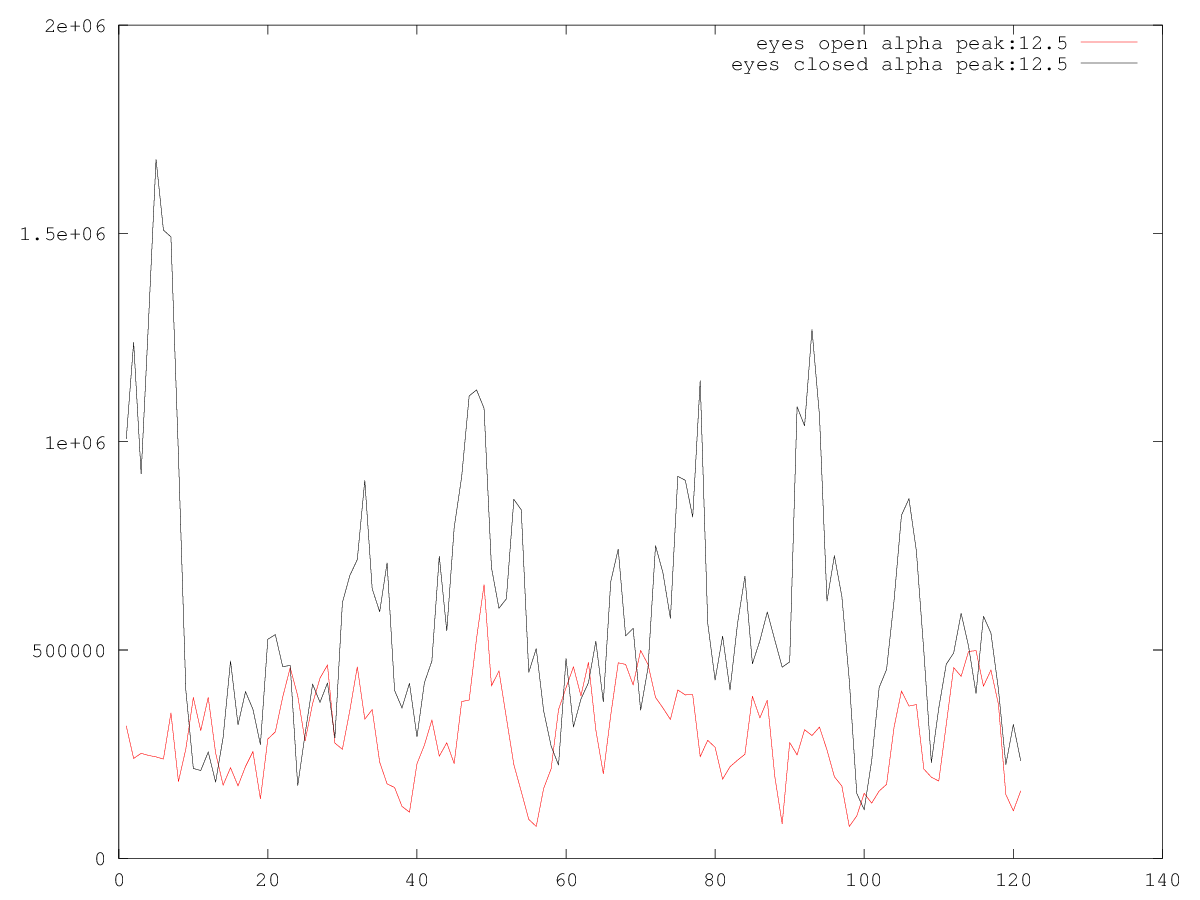 2e+06
eyes open alpha peak:12.5
eyes closed alpha peak:12.5
1.5e+06
1e+06
500000
0
0 20 40 60 80 100 120 140